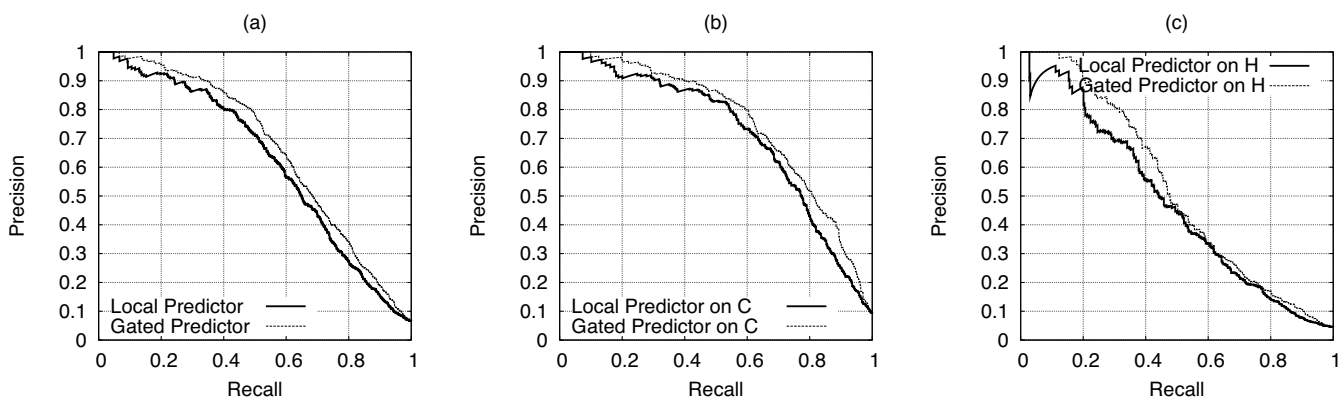 (a)
1
0.9
0.8
0.7
0.6
0.5
0.4
0.3
0.2
0.1
0
Precision
Local Predictor
Gated Predictor
0 0.2 0.4 0.6 0.8 1
Recall
(b)
1
0.9
0.8
0.7
0.6
0.5
0.4
0.3
0.2
0.1
0
Precision
Local Predictor on C
Gated Predictor on C
0 0.2 0.4 0.6 0.8 1
Recall
(c)
1
0.9
0.8
0.7
0.6
0.5
0.4
0.3
0.2
0.1
0
Precision
Local Predictor on H
Gated Predictor on H
0 0.2 0.4 0.6 0.8 1
Recall